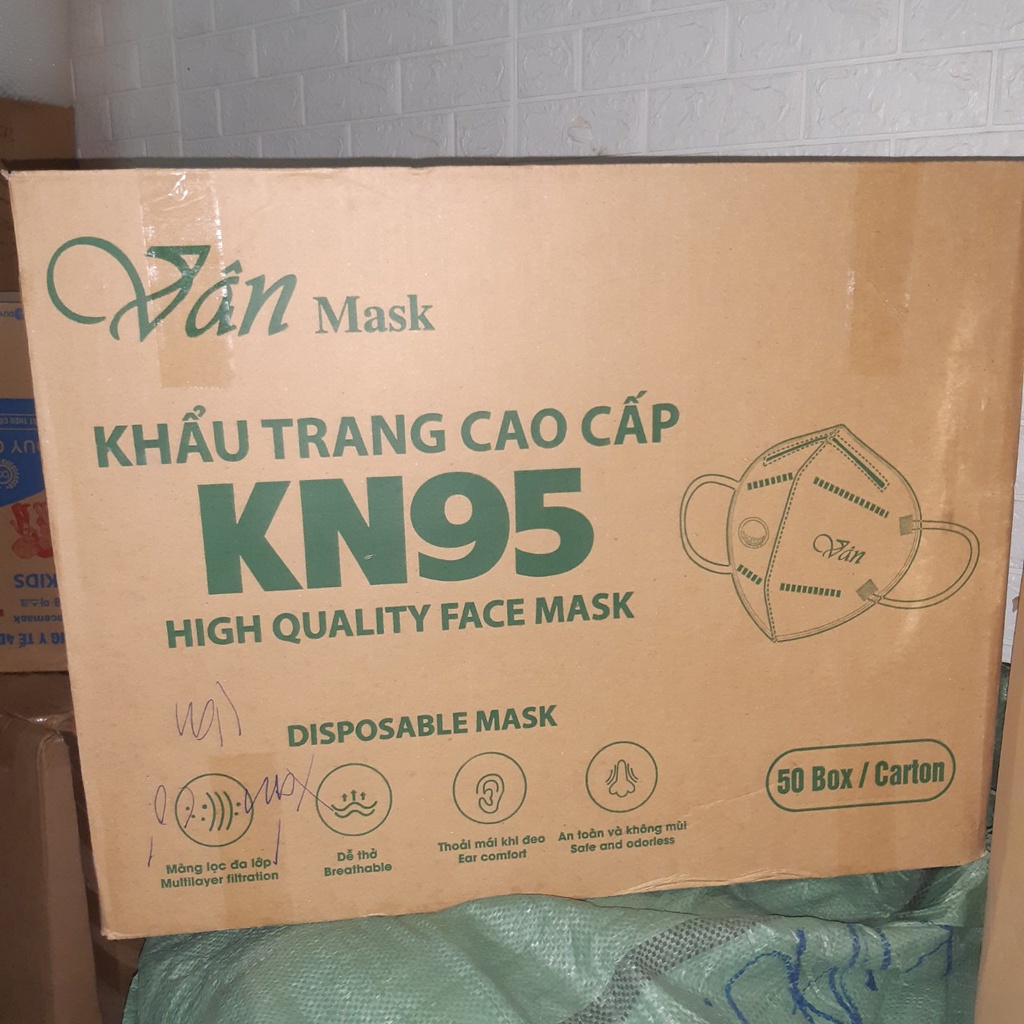 Vân Mask
KHẨU TRANG CAO CẤP
KN95
HIGH QUALITY FACE MASK
Vân
DISPOSABLE MASK
50 Box / Carton
Màng lọc đa lớp
Multilayer filtration
Dễ thở
Breathable
Thoải mái khi đeo
Ear comfort
An toàn và không mùi
Safe and odorless
KIDS